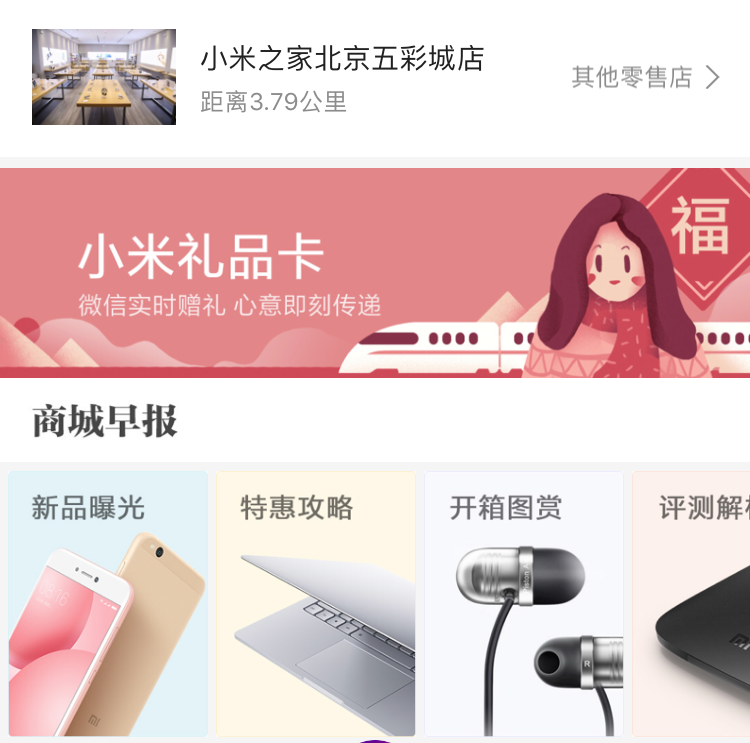 小米之家北京五彩城店
距离3.79公里
其他零售店
小米礼品卡
微信实时赠礼 心意即刻传递
福
商城早报
新品曝光
特惠攻略
开箱图赏
评测解
R